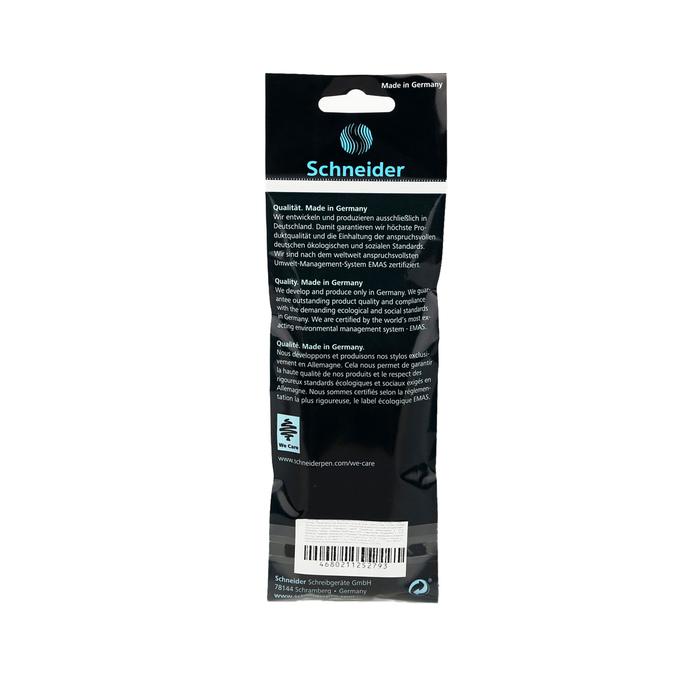 Made in Germany
Schneider
Qualität. Made in Germany
Wir entwickeln und produzieren ausschließlich in
Deutschland. Damit garantieren wir höchste Pro-
duktqualität und die Einhaltung der anspruchsvollen
deutschen ökologischen und sozialen Standards.
Wir sind nach dem weltweit anspruchsvollsten
Umwelt-Management-System EMAS zertifiziert.
Quality. Made in Germany
We develop and produce only in Germany. We guar-
antee outstanding product quality and compliance
with the demanding ecological and social standards
in Germany. We are certified by the world's most ex-
acting environmental management system - EMAS.
Qualité. Made in Germany.
Nous développons et produisons nos stylos exclusi-
vement en Allemagne. Cela nous permet de garantir
la haute qualité de nos produits et le respect des
rigoureux standards écologiques et sociaux exigés en
Allemagne. Nous sommes certifiés selon la réglemen-
tation la plus rigoureuse, le label écologique EMAS.
We Care
www.schneiderpen.com/we-care
4680211252793
Schneider Schreibgeräte GmbH
78144 Schramberg • Germany